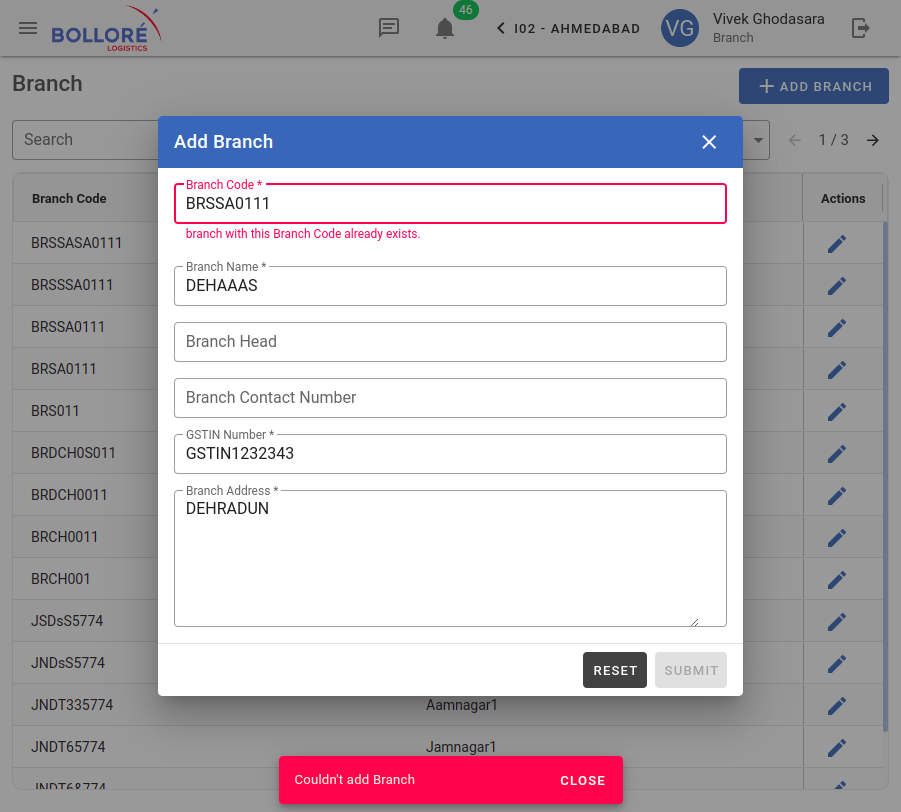 BOLLORÉ
LOGISTICS
46
I02 - AHMEDABAD
VG
Vivek Ghodasara
Branch
Branch
ADD BRANCH
Search
1 / 3
Add Branch
Branch Code
Actions
Branch Code *
BRSSA0111
branch with this Branch Code already exists.
BRSSASA0111
Branch Name *
DEHAAAS
BRSSSA0111
BRSSA0111
Branch Head
BRSA0111
Branch Contact Number
BRS011
GSTIN Number *
GSTIN1232343
BRDCH0S011
Branch Address *
DEHRADUN
BRDCH0011
BRCH0011
BRCH001
JSDsS5774
JNDsS5774
RESET
SUBMIT
JNDT335774
Aamnagar1
JNDT65774
Jamnagar1
Couldn't add Branch
CLOSE